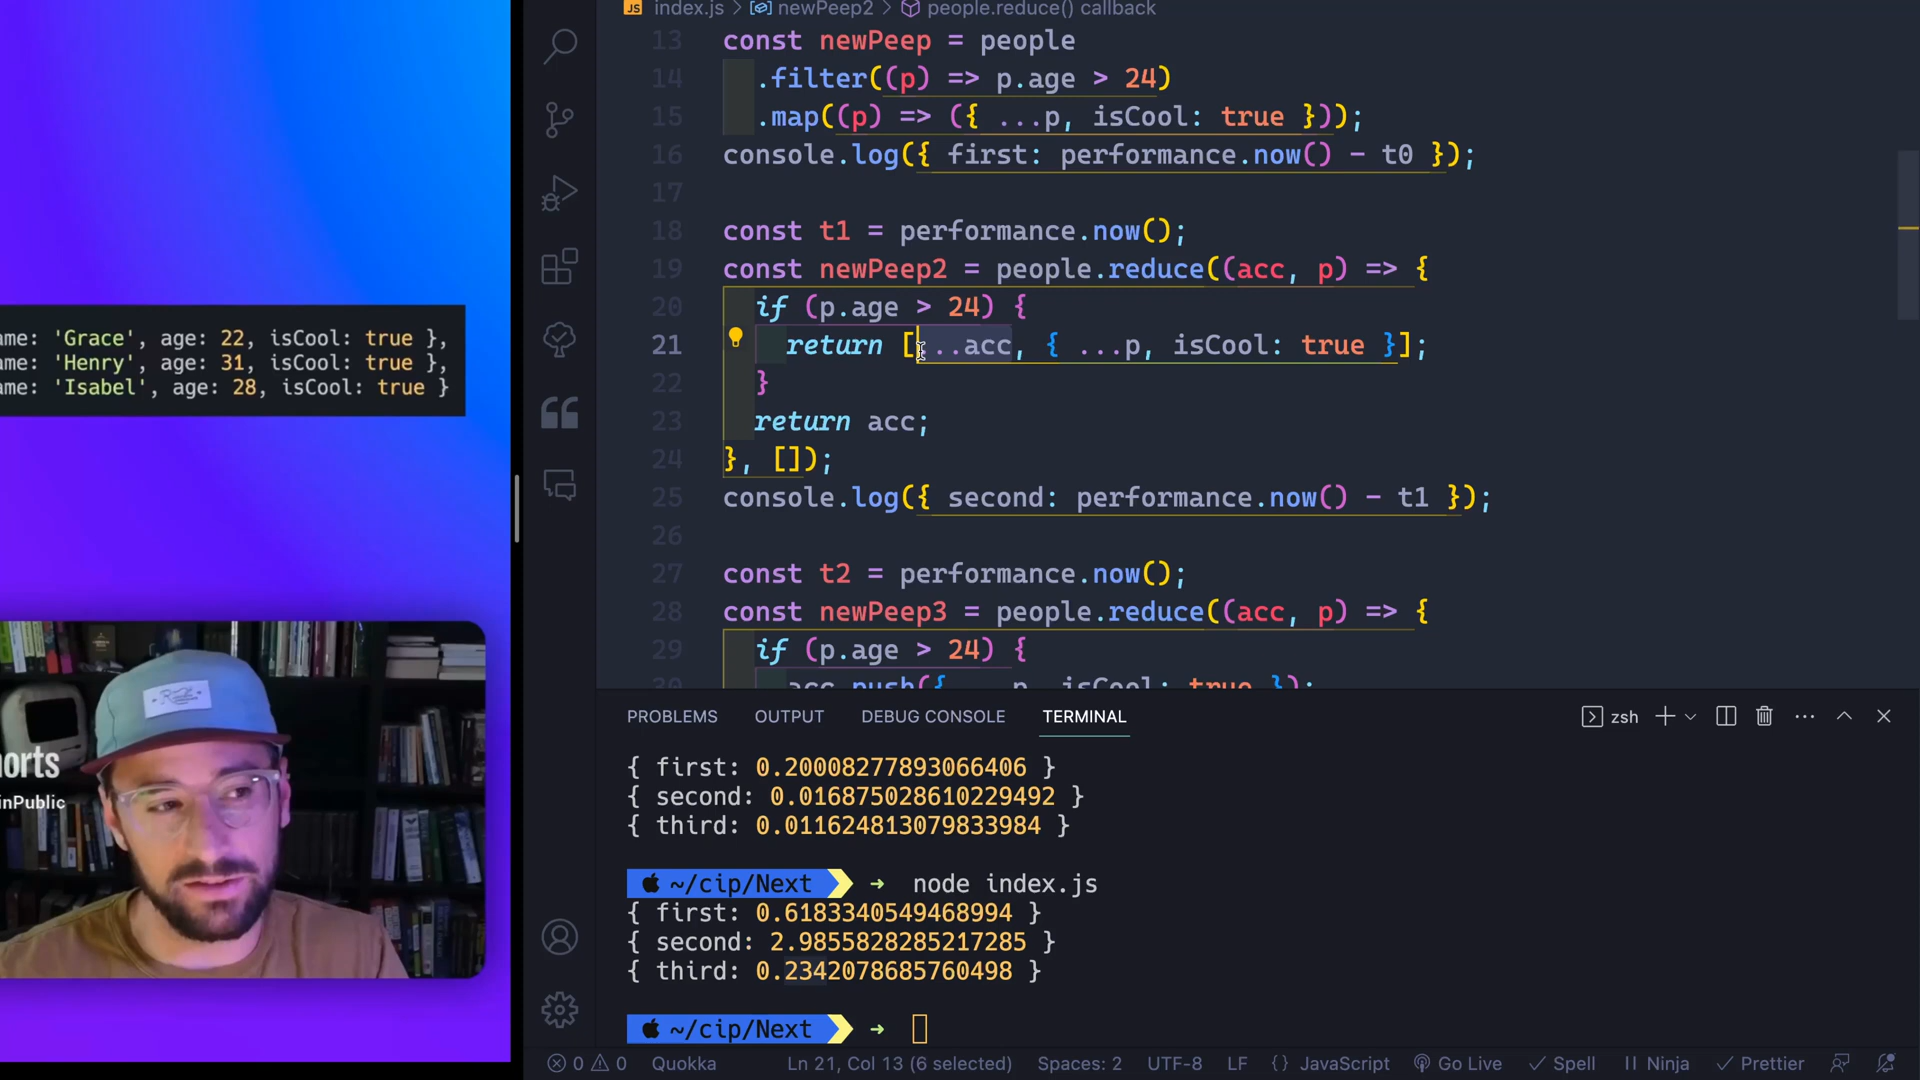 ame: 'Grace', age: 22, isCool: true },
ame: 'Henry', age: 31, isCool: true },
ame: 'Isabel', age: 28, isCool: true }
orts
inPublic
JS index.js > newPeep2 > people.reduce() callback
13 const newPeep = people
14 .filter((p) => p.age > 24)
15 .map((p) => ({ ...p, isCool: true }));
16 console.log({ first: performance.now() - t0 });
17
18 const t1 = performance.now();
19 const newPeep2 = people.reduce((acc, p) => {
20 if (p.age > 24) {
21 return [...acc, { ...p, isCool: true }];
22 }
23 return acc;
24 }, []);
25 console.log({ second: performance.now() - t1 });
26
27 const t2 = performance.now();
28 const newPeep3 = people.reduce((acc, p) => {
29 if (p.age > 24) {
30 acc.push({ ...p, isCool: true });
PROBLEMS OUTPUT DEBUG CONSOLE TERMINAL zsh
{ first: 0.20008277893066406 }
{ second: 0.016875028610229492 }
{ third: 0.011624813079833984 }
~/cip/Next ➜ node index.js
{ first: 0.6183340549468994 }
{ second: 2.9855828285217285 }
{ third: 0.2342078685760498 }
~/cip/Next ➜
0 0 Quokka Ln 21, Col 13 (6 selected) Spaces: 2 UTF-8 LF {} JavaScript Go Live Spell Ninja Prettier